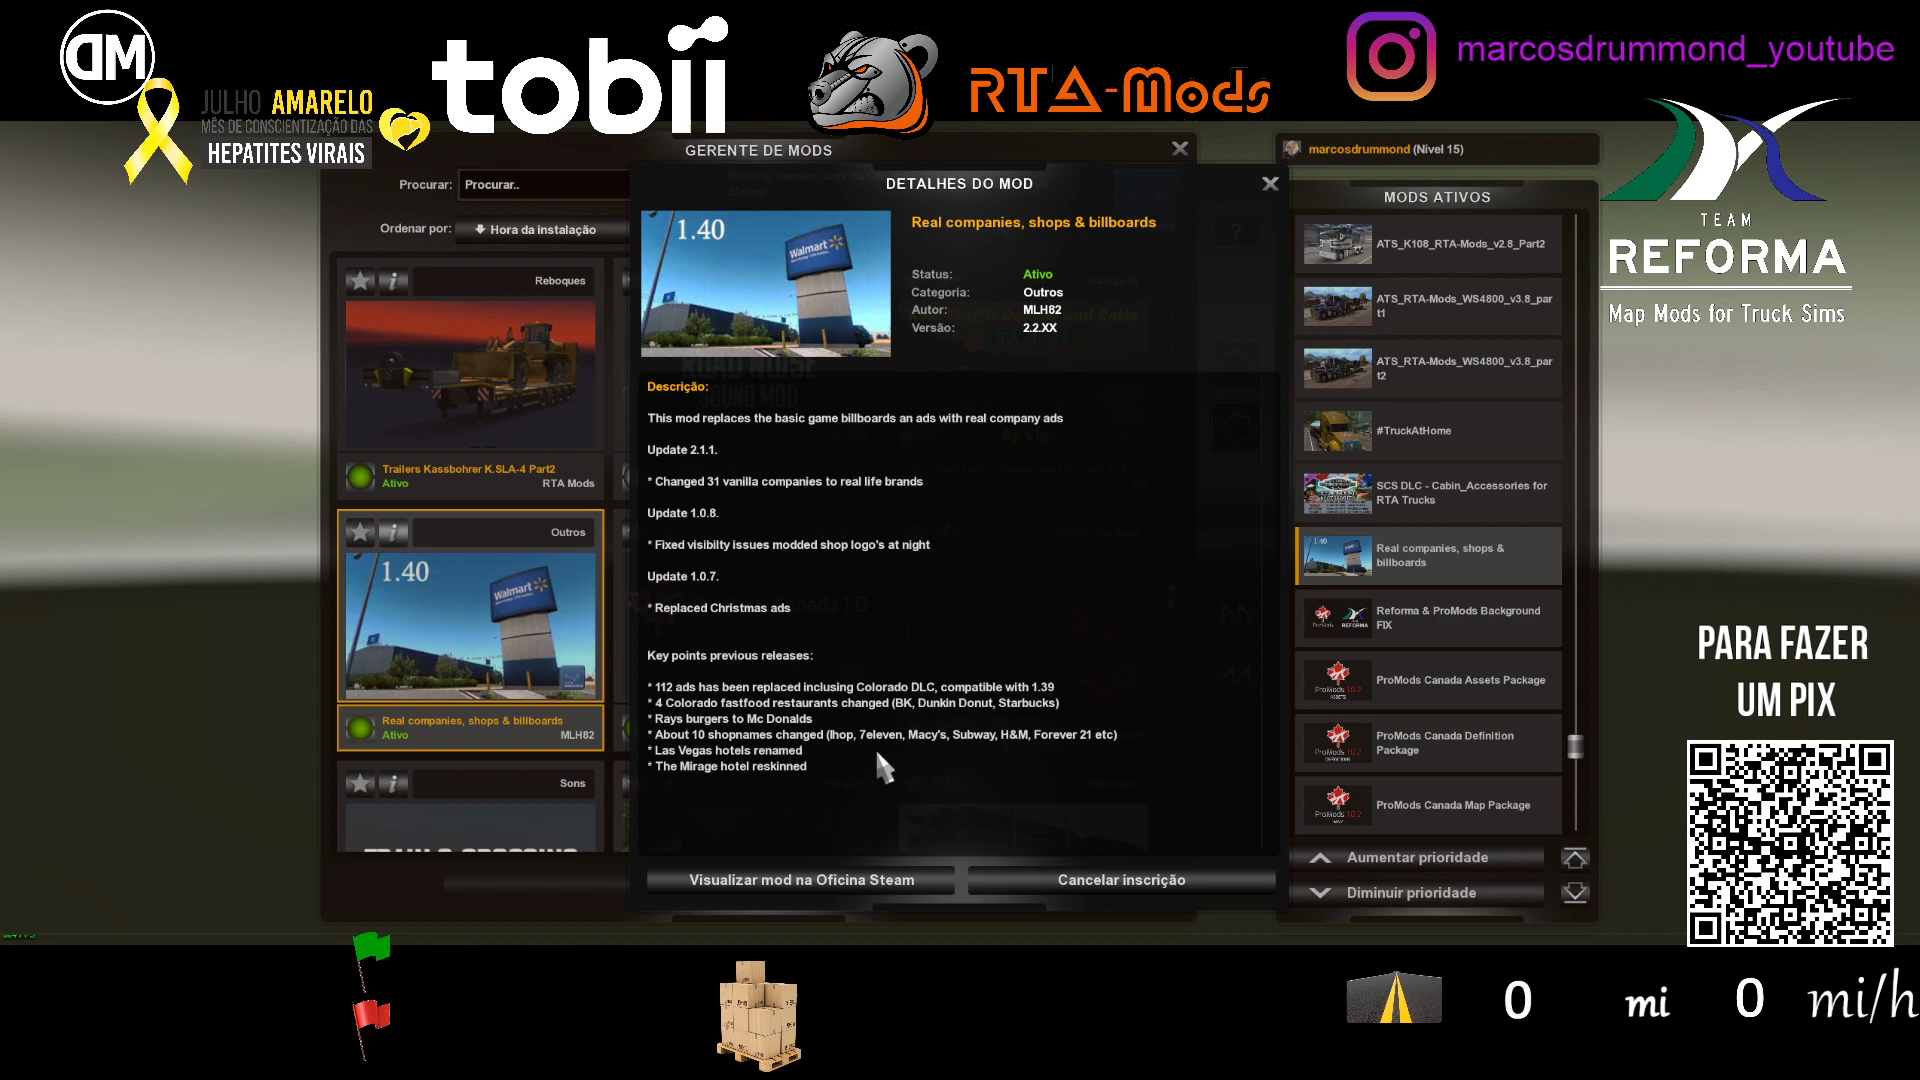 DM
JULHO AMARELO
MÊS DE CONSCIENTIZAÇÃO DAS
HEPATITES VIRAIS
tobii
RTA-Mods
marcosdrummond_youtube
TEAM
REFORMA
Map Mods for Truck Sims
GERENTE DE MODS
Procurar: Procurar..
Ordenar por: Hora da instalação
Reboques
Trailers Kassbohrer K.SLA-4 Part2
Ativo RTA Mods
Outros
1.40
Walmart
Real companies, shops & billboards
Ativo MLH82
Sons
DETALHES DO MOD
1.40
Walmart
Real companies, shops & billboards
Status: Ativo
Categoria: Outros
Autor: MLH82
Versão: 2.2.XX
Descrição:
This mod replaces the basic game billboards an ads with real company ads
Update 2.1.1.
* Changed 31 vanilla companies to real life brands
Update 1.0.8.
* Fixed visibilty issues modded shop logo's at night
Update 1.0.7.
* Replaced Christmas ads
Key points previous releases:
* 112 ads has been replaced inclusing Colorado DLC, compatible with 1.39
* 4 Colorado fastfood restaurants changed (BK, Dunkin Donut, Starbucks)
* Rays burgers to Mc Donalds
* About 10 shopnames changed (Ihop, 7eleven, Macy's, Subway, H&M, Forever 21 etc)
* Las Vegas hotels renamed
* The Mirage hotel reskinned
Visualizar mod na Oficina Steam
Cancelar inscrição
marcosdrummond (Nível 15)
MODS ATIVOS
ATS_K108_RTA-Mods_v2.8_Part2
ATS_RTA-Mods_WS4800_v3.8_par
t1
ATS_RTA-Mods_WS4800_v3.8_par
t2
#TruckAtHome
SCS DLC - Cabin_Accessories for
RTA Trucks
Real companies, shops &
billboards
Reforma & ProMods Background
FIX
ProMods Canada Assets Package
ProMods Canada Definition
Package
ProMods Canada Map Package
Aumentar prioridade
Diminuir prioridade
PARA FAZER
UM PIX
0 mi 0 mi/h